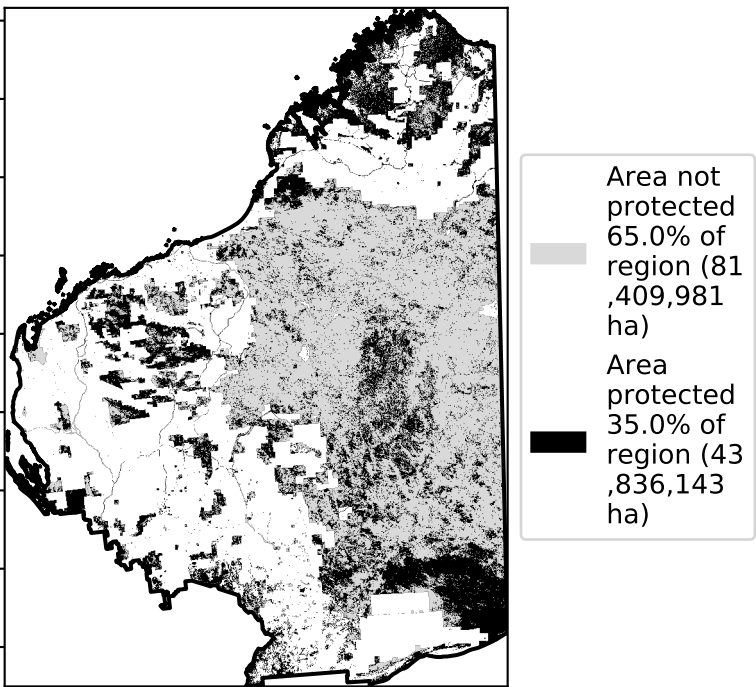 Area not
protected
65.0% of
region (81
,409,981
ha)
Area
protected
35.0% of
region (43
,836,143
ha)